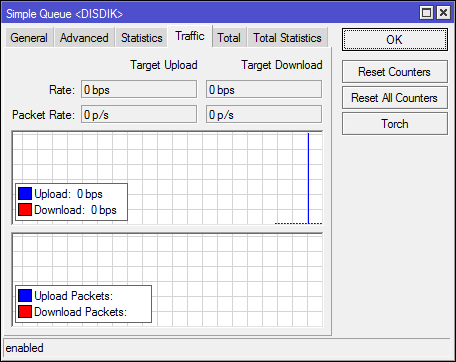 Simple Queue <DISDIK>
General Advanced Statistics Traffic Total Total Statistics
OK
Reset Counters
Reset All Counters
Torch
Target Upload Target Download
Rate: 0 bps 0 bps
Packet Rate: 0 p/s 0 p/s
Upload: 0 bps
Download: 0 bps
Upload Packets:
Download Packets:
enabled